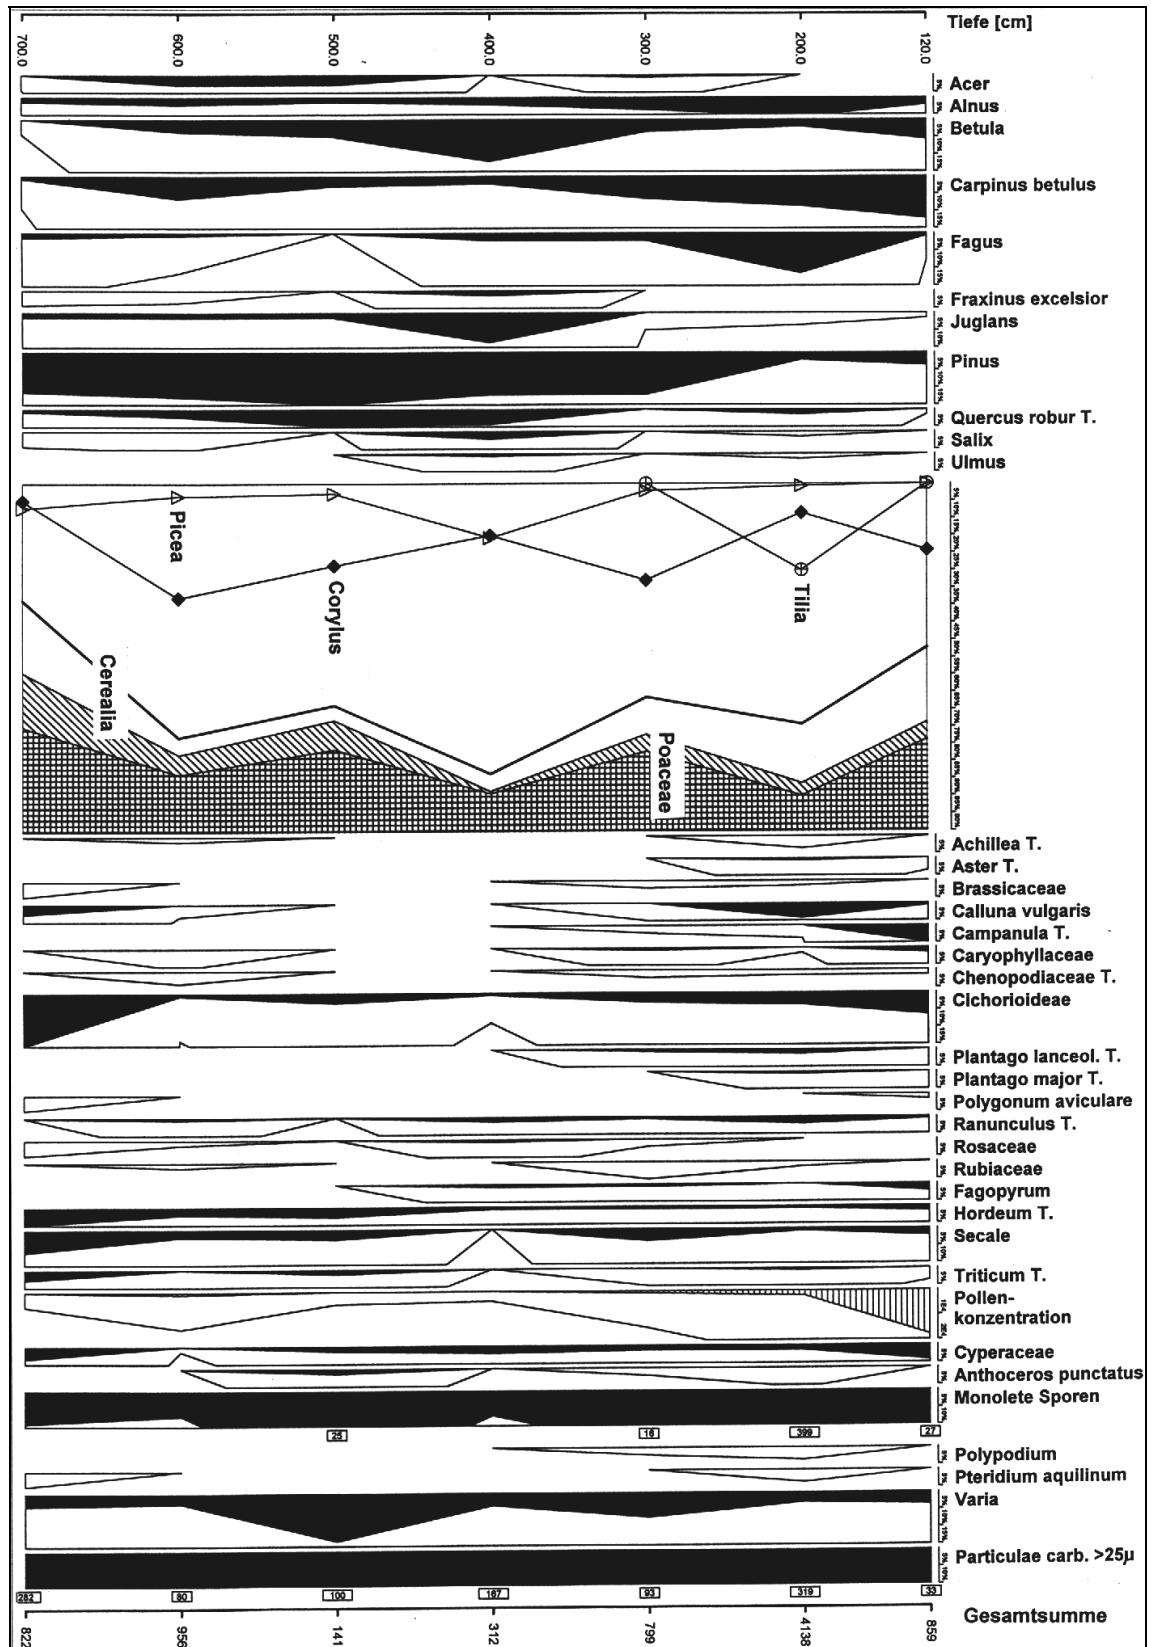 Tiefe [cm]
700.0 600.0 500.0 400.0 300.0 200.0 120.0
Acer
Alnus
Betula
Carpinus betulus
Fagus
Fraxinus excelsior
Juglans
Pinus
Quercus robur T.
Salix
Ulmus
Picea
Corylus
Tilia
Cerealia
Poaceae
Achillea T.
Aster T.
Brassicaceae
Calluna vulgaris
Campanula T.
Caryophyllaceae
Chenopodiaceae T.
Cichorioideae
Plantago lanceol. T.
Plantago major T.
Polygonum aviculare
Ranunculus T.
Rosaceae
Rubiaceae
Fagopyrum
Hordeum T.
Secale
Triticum T.
Pollen-
konzentration
Cyperaceae
Anthoceros punctatus
Monolete Sporen
25 16 399 27
Polypodium
Pteridium aquilinum
Varia
Particulae carb. >25µ
282 80 100 167 93 319 33
Gesamtsumme
822 956 141 312 799 4138 859